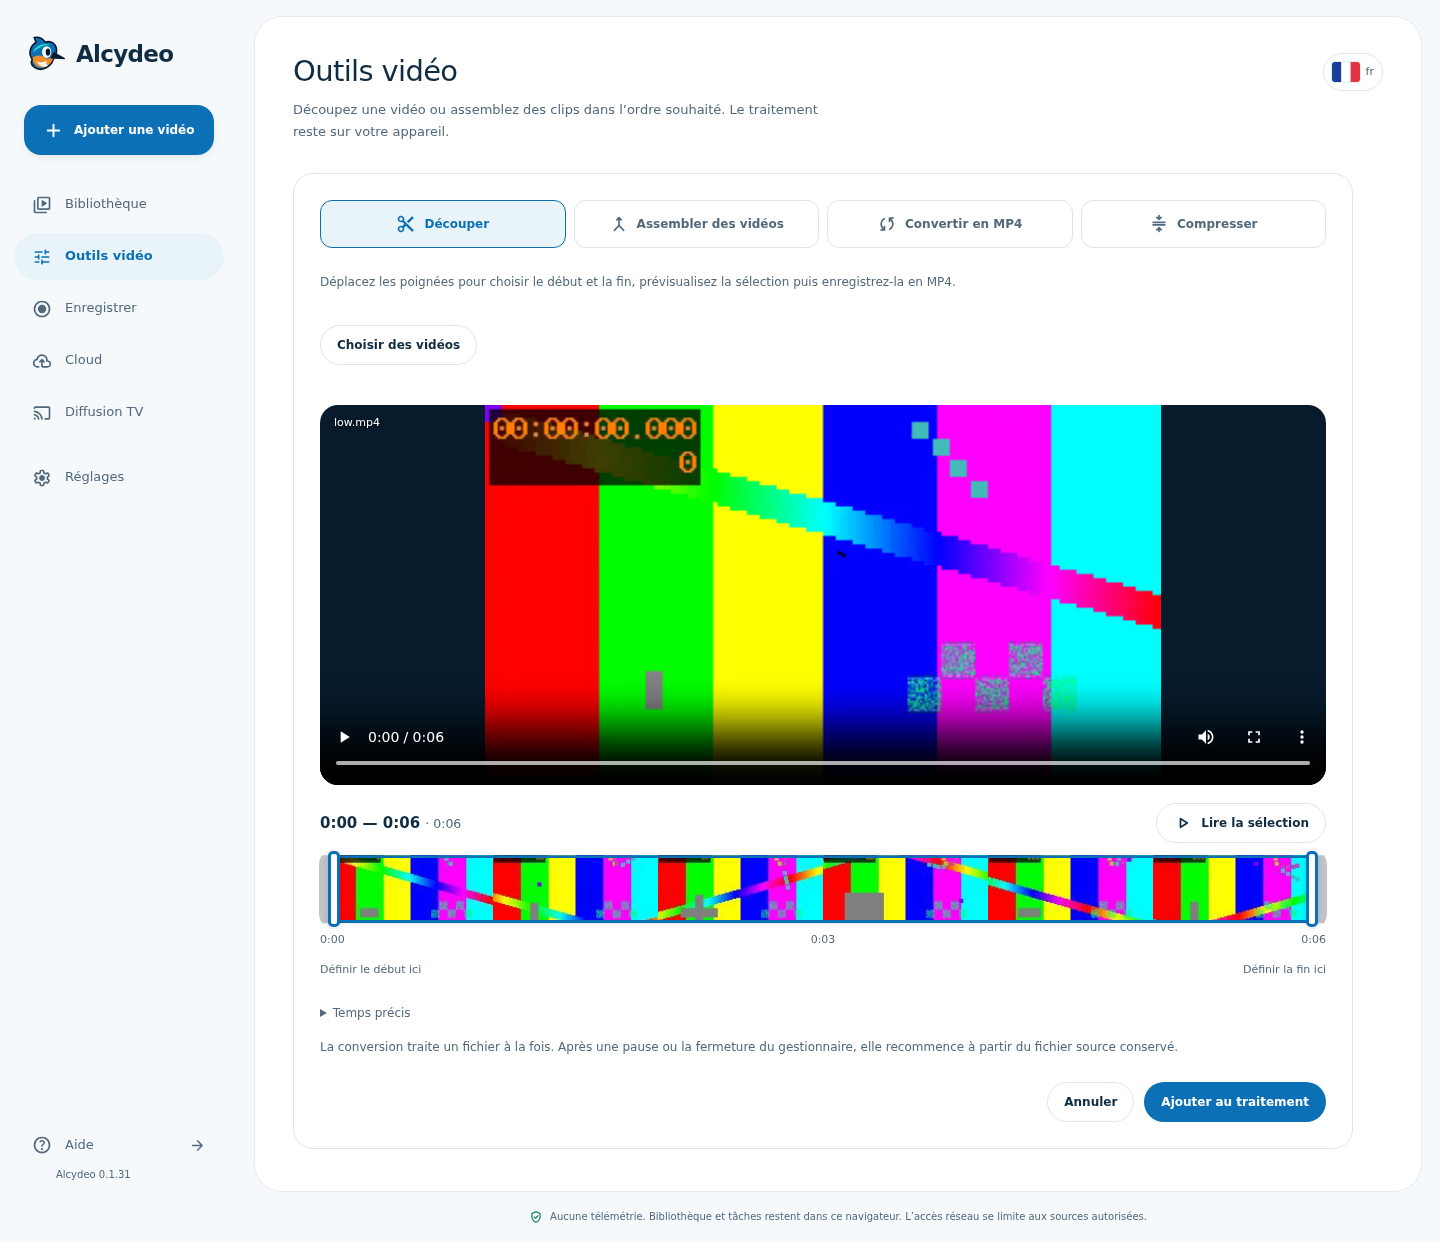 Alcydeo
Ajouter une vidéo
Bibliothèque
Outils vidéo
Enregistrer
Cloud
Diffusion TV
Réglages
Aide
Alcydeo 0.1.31
Outils vidéo
fr
Découpez une vidéo ou assemblez des clips dans l’ordre souhaité. Le traitement
reste sur votre appareil.
Découper
Assembler des vidéos
Convertir en MP4
Compresser
Déplacez les poignées pour choisir le début et la fin, prévisualisez la sélection puis enregistrez-la en MP4.
Choisir des vidéos
low.mp4
00:00:00.000
0
0:00 / 0:06
0:00 — 0:06 · 0:06
Lire la sélection
0:00
0:03
0:06
Définir le début ici
Définir la fin ici
Temps précis
La conversion traite un fichier à la fois. Après une pause ou la fermeture du gestionnaire, elle recommence à partir du fichier source conservé.
Annuler
Ajouter au traitement
Aucune télémétrie. Bibliothèque et tâches restent dans ce navigateur. L’accès réseau se limite aux sources autorisées.